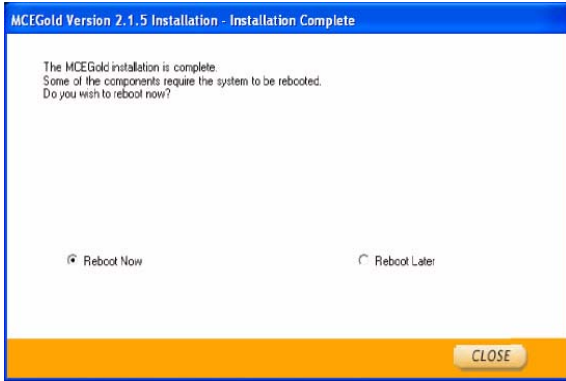 MCEGold Version 2.1.5 Installation - Installation Complete
The MCEGold installation is complete.
Some of the components require the system to be rebooted.
Do you wish to reboot now?
Reboot Now
Reboot Later
CLOSE